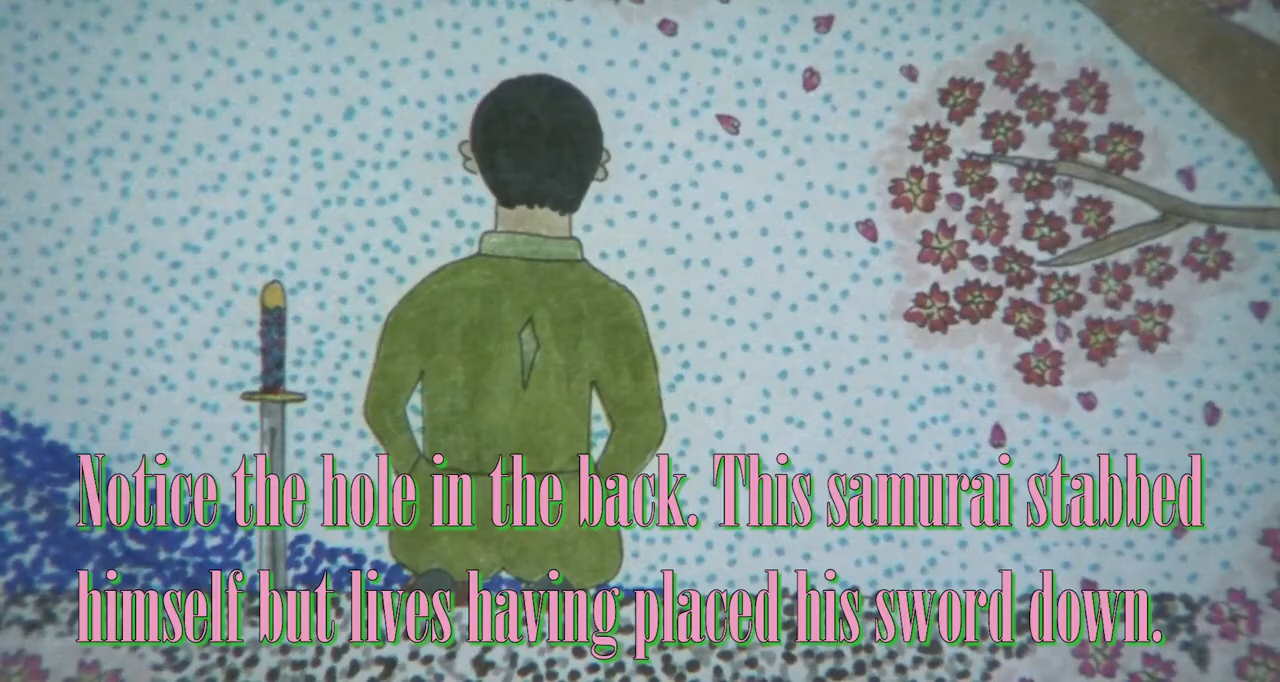 Notice the hole in the back. This samurai stabbed
himself but lives having placed his sword down.